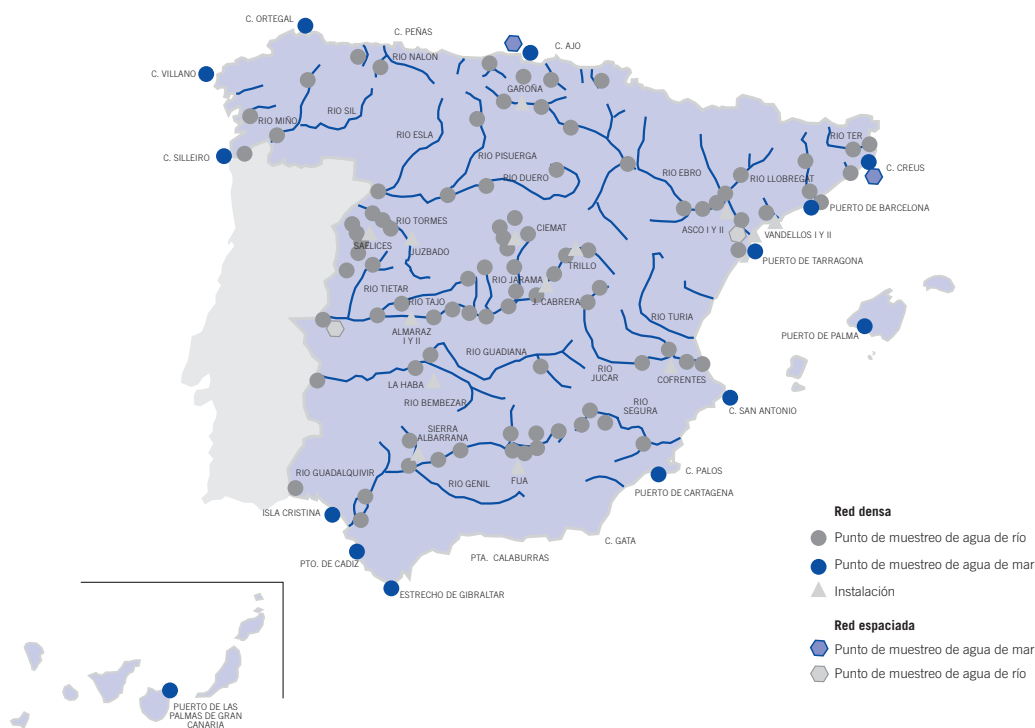 C. ORTEGAL
C. PEÑAS
C. AJO
RIO NALON
C. VILLANO
GAROÑA
RIO SIL
RIO MIÑO
RIO ESLA
RIO TER
C. SILLEIRO
RIO PISUERGA
RIO EBRO
C. CREUS
RIO DUERO
RIO LLOBREGAT
PUERTO DE BARCELONA
RIO TORMES
CIEMAT
ASCO I Y II
VANDELLOS I Y II
SAELICES
JUZBADO
PUERTO DE TARRAGONA
TRILLO
RIO JARAMA
RIO TIETAR
RIO TAJO
J. CABRERA
RIO TURIA
ALMARAZ
I Y II
PUERTO DE PALMA
RIO GUADIANA
RIO
JUCAR
COFRENTES
LA HABA
RIO BEMBEZAR
RIO
SEGURA
C. SAN ANTONIO
SIERRA
ALBARRANA
RIO GUADALQUIVIR
RIO GENIL
FUA
C. PALOS
PUERTO DE CARTAGENA
ISLA CRISTINA
C. GATA
PTA. CALABURRAS
PTO. DE CADIZ
ESTRECHO DE GIBRALTAR
PUERTO DE LAS
PALMAS DE GRAN
CANARIA
Red densa
Punto de muestreo de agua de río
Punto de muestreo de agua de mar
Instalación
Red espaciada
Punto de muestreo de agua de mar
Punto de muestreo de agua de río